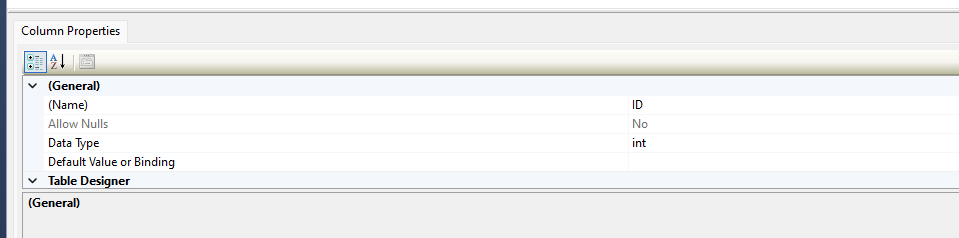 Column Properties
A Z
(General)
(Name) ID
Allow Nulls No
Data Type int
Default Value or Binding
Table Designer
(General)